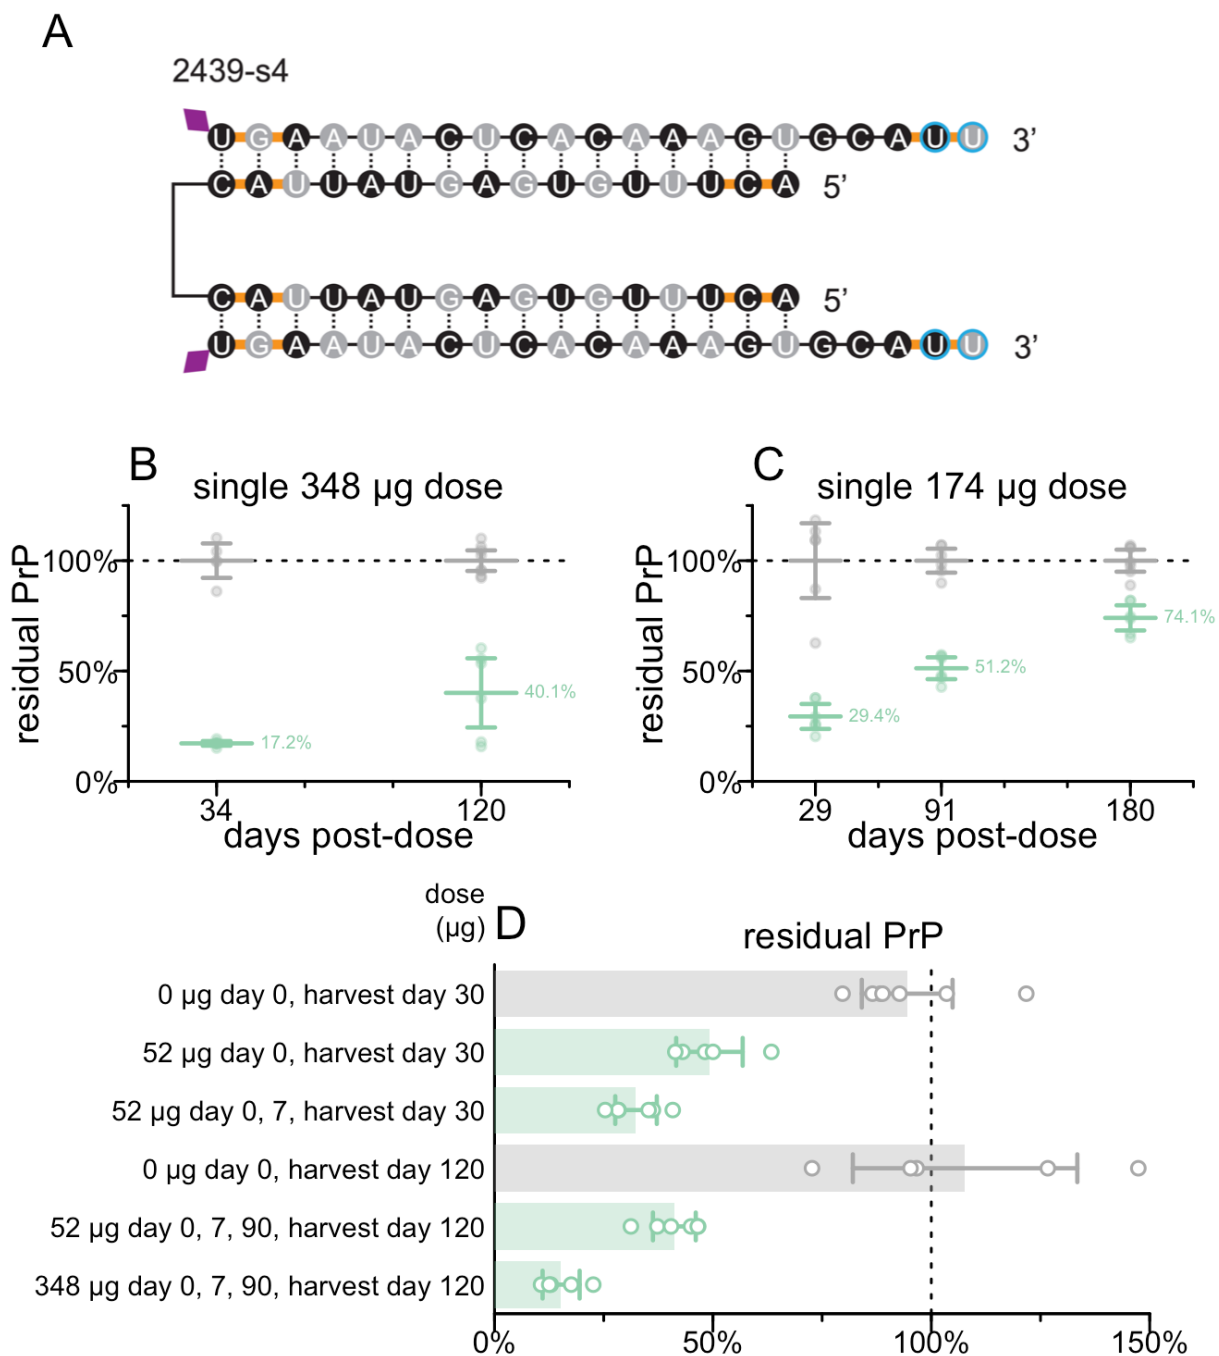 A
2439-s4
U G A A U A C U C A C A A A G U G C A U U 3’
C A U U A U G A G U G U U U C A 5’
C A U U A U G A G U G U U U C A 5’
U G A A U A C U C A C A A A G U G C A U U 3’
B
single 348 µg dose
residual PrP
100%
50%
0%
40.1%
17.2%
34 120
days post-dose
C
single 174 µg dose
residual PrP
100%
50%
0%
74.1%
51.2%
29.4%
29 91 180
days post-dose
dose
(µg)
D
residual PrP
0 µg day 0, harvest day 30
52 µg day 0, harvest day 30
52 µg day 0, 7, harvest day 30
0 µg day 0, harvest day 120
52 µg day 0, 7, 90, harvest day 120
348 µg day 0, 7, 90, harvest day 120
0% 50% 100% 150%